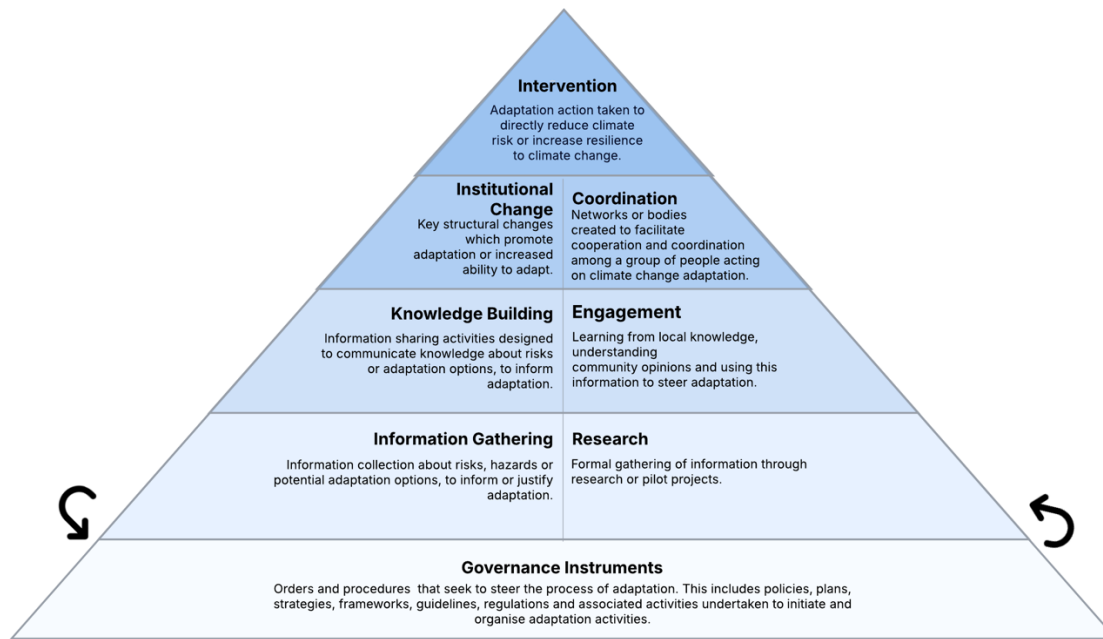 Intervention
Adaptation action taken to
directly reduce climate
risk or increase resilience
to climate change.
Institutional
Change
Key structural changes
which promote
adaptation or increased
ability to adapt.
Coordination
Networks or bodies
created to facilitate
cooperation and coordination
among a group of people acting
on climate change adaptation.
Knowledge Building
Information sharing activities designed
to communicate knowledge about risks
or adaptation options, to inform
adaptation.
Engagement
Learning from local knowledge,
understanding
community opinions and using this
information to steer adaptation.
Information Gathering
Information collection about risks, hazards or
potential adaptation options, to inform or justify
adaptation.
Research
Formal gathering of information through
research or pilot projects.
Governance Instruments
Orders and procedures that seek to steer the process of adaptation. This includes policies, plans,
strategies, frameworks, guidelines, regulations and associated activities undertaken to initiate and
organise adaptation activities.